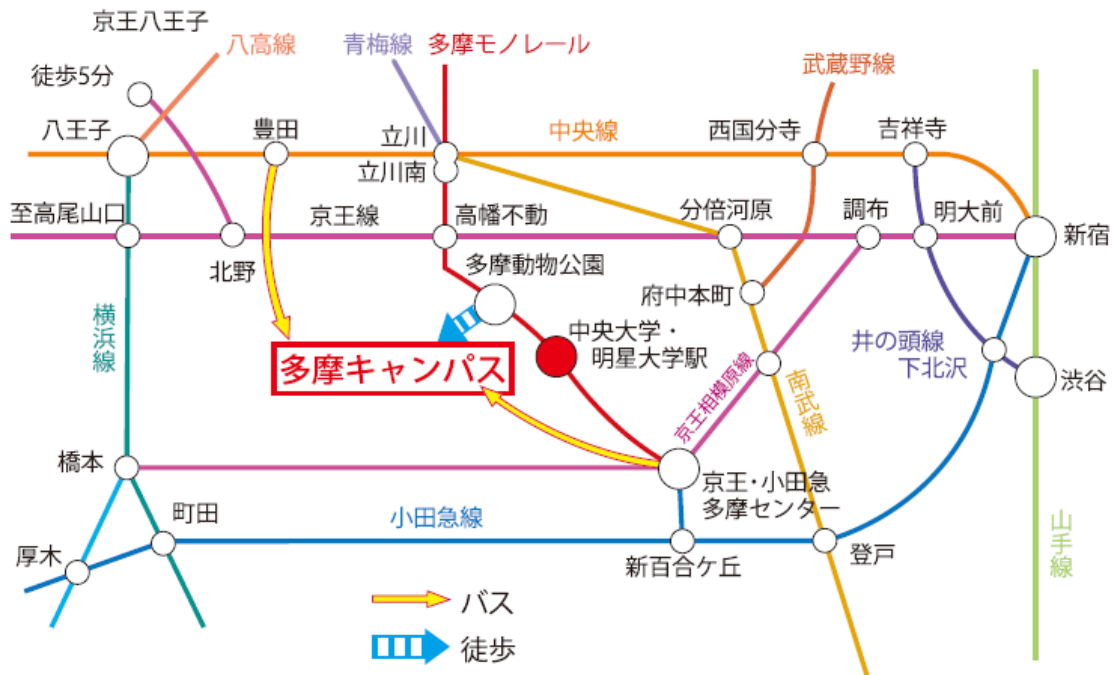 京王八王子
八高線
青梅線
多摩モノレール
徒歩5分
武蔵野線
八王子
豊田
立川
中央線
西国分寺
吉祥寺
立川南
至高尾山口
京王線
高幡不動
分倍河原
調布
明大前
新宿
北野
多摩動物公園
府中本町
横浜線
中央大学・
明星大学駅
井の頭線
下北沢
多摩キャンパス
京王相模原線
南武線
渋谷
橋本
京王・小田急
多摩センター
町田
小田急線
山手線
厚木
新百合ケ丘
登戸
バス
徒歩